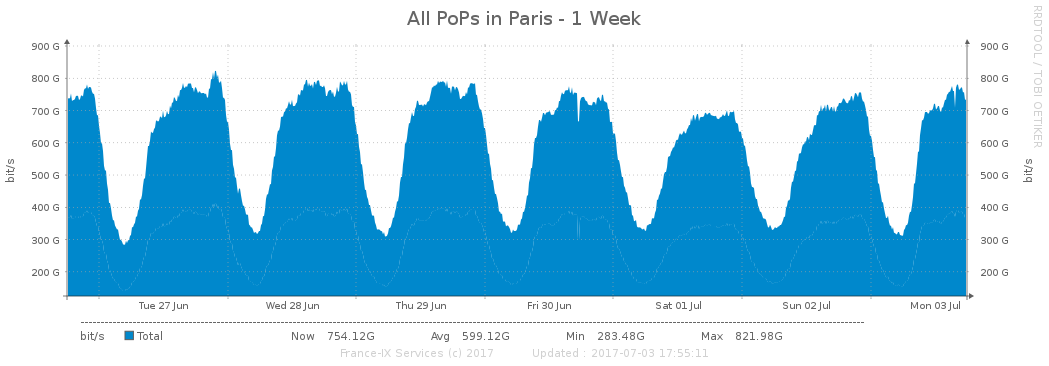 All PoPs in Paris - 1 Week
RRDTOOL / TOBI OETIKER
900 G 900 G
800 G 800 G
700 G 700 G
600 G 600 G
500 G 500 G
400 G 400 G
300 G 300 G
200 G 200 G
bit/s
bit/s
Tue 27 Jun Wed 28 Jun Thu 29 Jun Fri 30 Jun Sat 01 Jul Sun 02 Jul Mon 03 Jul
bit/s Total Now 754.12G Avg 599.12G Min 283.48G Max 821.98G
France-IX Services (c) 2017 Updated : 2017-07-03 17:55:11